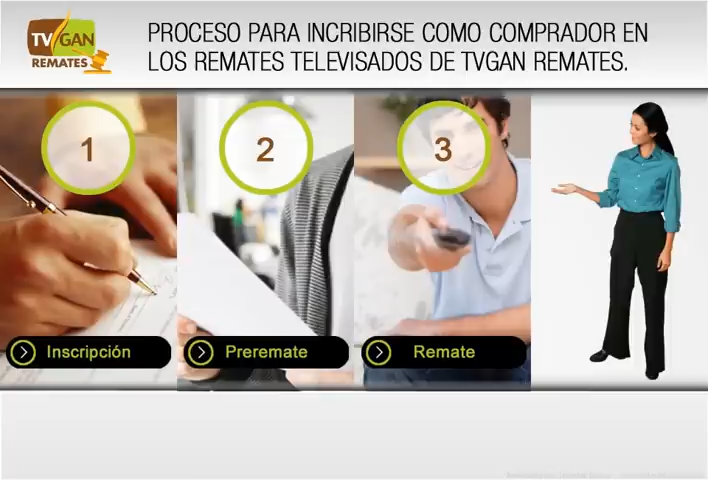 TV GAN
REMATES
PROCESO PARA INCRIBIRSE COMO COMPRADOR EN
LOS REMATES TELEVISADOS DE TVGAN REMATES.
1
2
3
Inscripción
Preremate
Remate